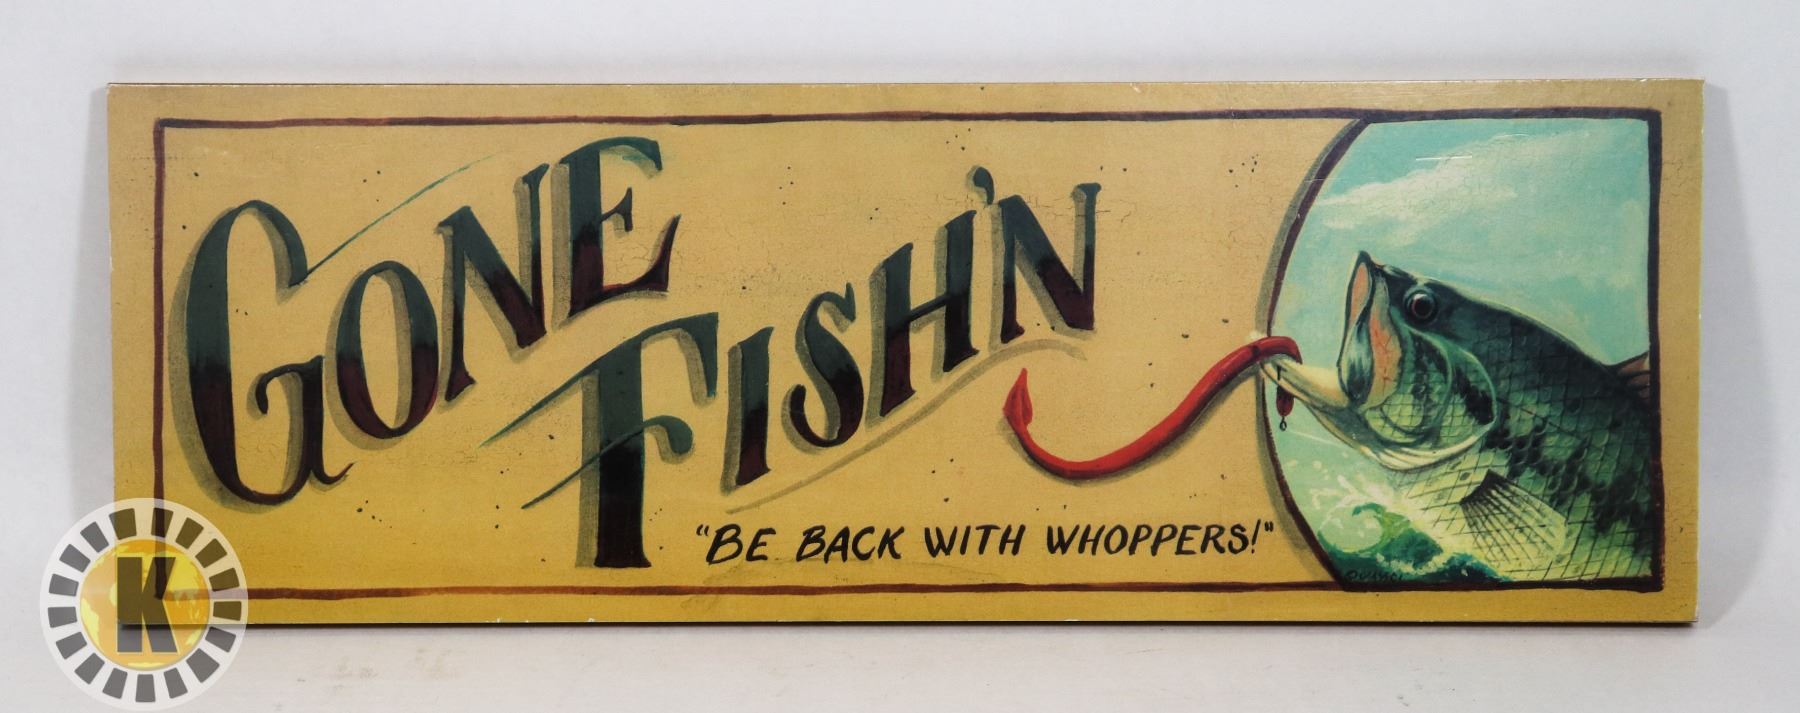 GONE
FISH'N
"BE BACK WITH WHOPPERS!"
K